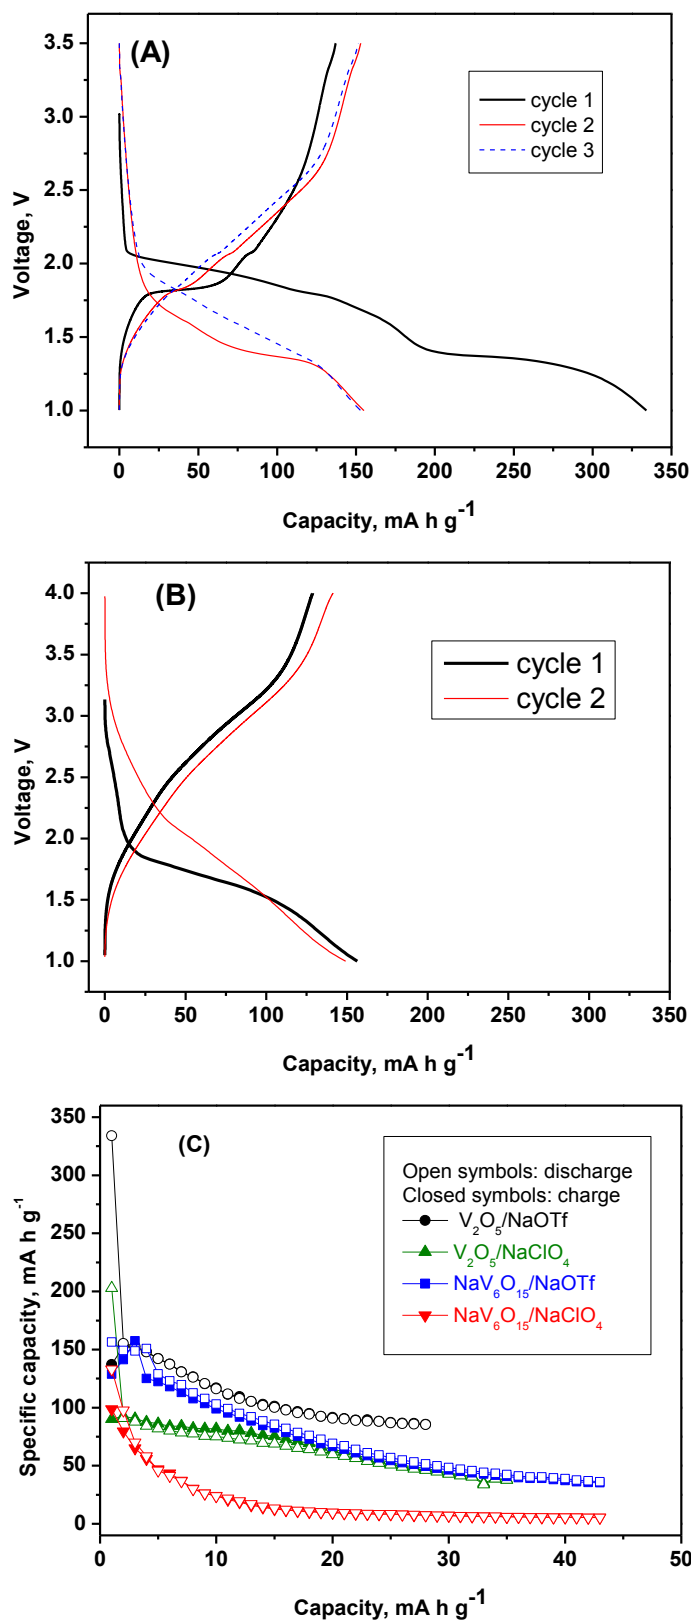 (A)
cycle 1
cycle 2
cycle 3
Voltage, V
3.5
3.0
2.5
2.0
1.5
1.0
0 50 100 150 200 250 300 350
Capacity, mA h g⁻¹
(B)
cycle 1
cycle 2
Voltage, V
4.0
3.5
3.0
2.5
2.0
1.5
1.0
0 50 100 150 200 250 300 350
Capacity, mA h g⁻¹
(C)
Open symbols: discharge
Closed symbols: charge
V₂O₅/NaOTf
V₂O₅/NaClO₄
NaV₆O₁₅/NaOTf
NaV₆O₁₅/NaClO₄
Specific capacity, mA h g⁻¹
350
300
250
200
150
100
50
0
0 10 20 30 40 50
Capacity, mA h g⁻¹